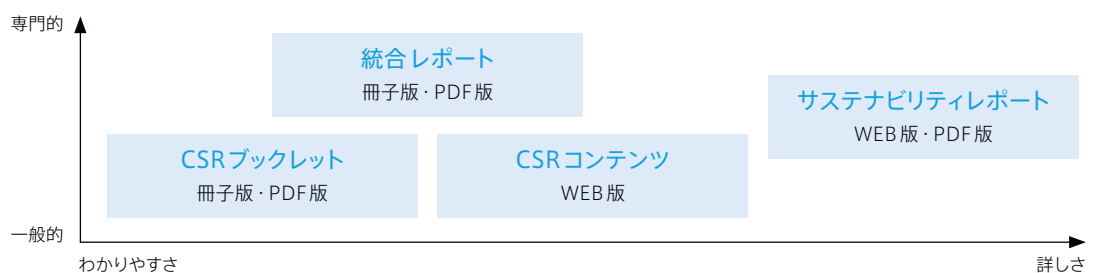 専門的
統合レポート
冊子版・PDF版
サステナビリティレポート
WEB版・PDF版
CSRブックレット
冊子版・PDF版
CSRコンテンツ
WEB版
一般的
わかりやすさ
詳しさ